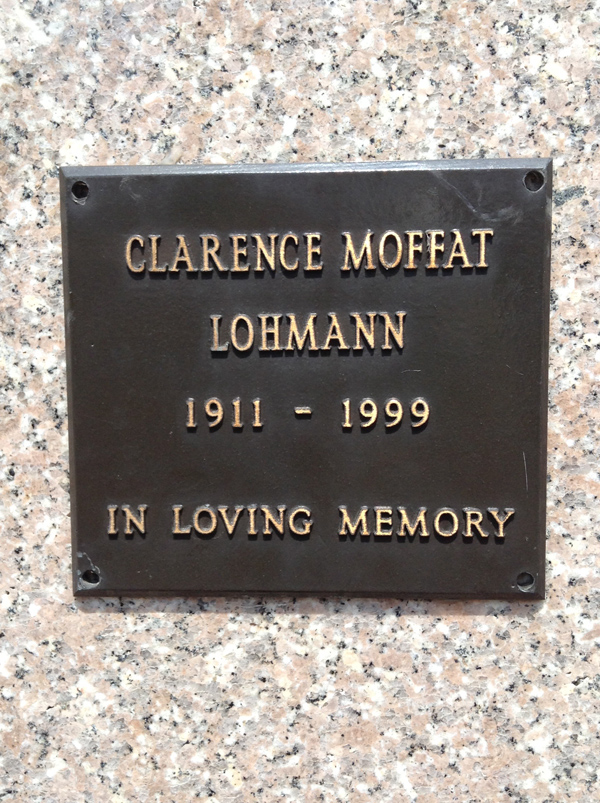 CLARENCE MOFFAT
LOHMANN
1911 - 1999
IN LOVING MEMORY